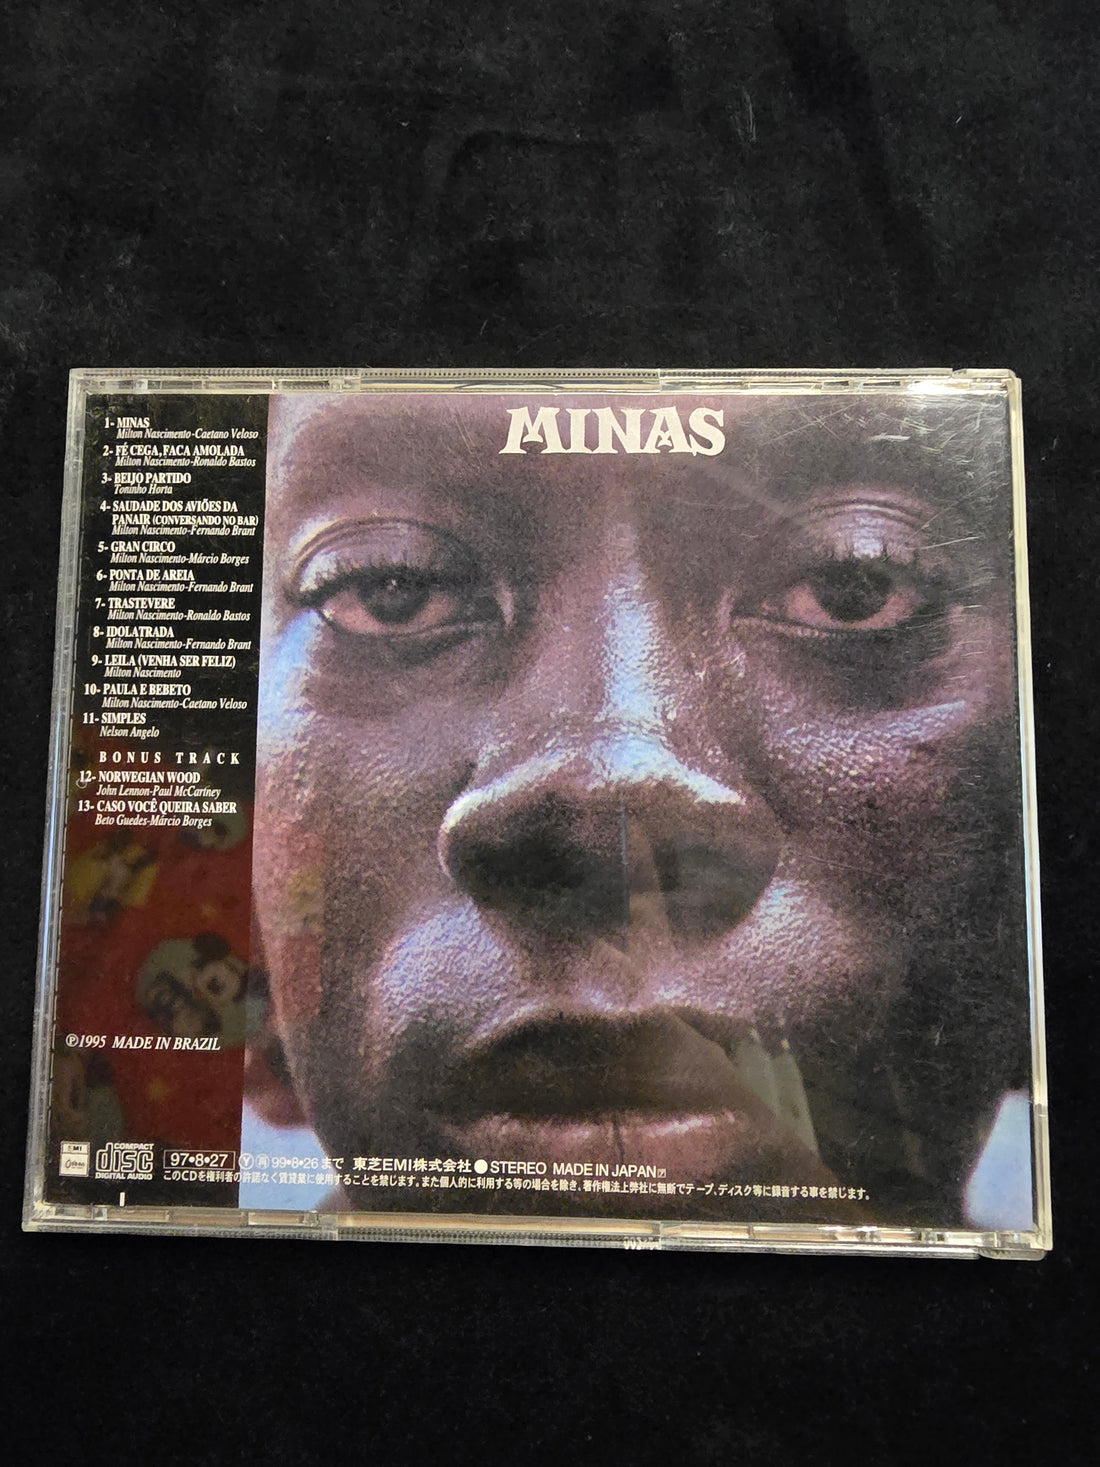 MINAS
1- MINAS
Milton Nascimento-Caetano Veloso
2- FÉ CEGA, FACA AMOLADA
Milton Nascimento-Ronaldo Bastos
3- BEIJO PARTIDO
Toninho Horta
4- SAUDADE DOS AVIÕES DA
PANAIR (CONVERSANDO NO BAR)
Milton Nascimento-Fernando Brant
5- GRAN CIRCO
Milton Nascimento-Márcio Borges
6- PONTA DE AREIA
Milton Nascimento-Fernando Brant
7- TRASTEVERE
Milton Nascimento-Ronaldo Bastos
8- IDOLATRADA
Milton Nascimento-Fernando Brant
9- LEILA (VENHA SER FELIZ)
Milton Nascimento
10- PAULA E BEBETO
Milton Nascimento-Caetano Veloso
11- SIMPLES
Nelson Angelo
BONUS TRACK
12- NORWEGIAN WOOD
John Lennon-Paul McCartney
13- CASO VOCÊ QUEIRA SABER
Beto Guedes-Márcio Borges
℗1995 MADE IN BRAZIL
EMI
COMPACT
disc
DIGITAL AUDIO
97•8•27 Ⓨ 99•8•26まで 東芝EMI株式会社●STEREO MADE IN JAPAN
このCDを権利者の許諾なく賃貸業に使用することを禁じます。また個人的に利用する等の場合を除き、著作権法上弊社に無断でテープ、ディスク等に録音する事を禁じます。